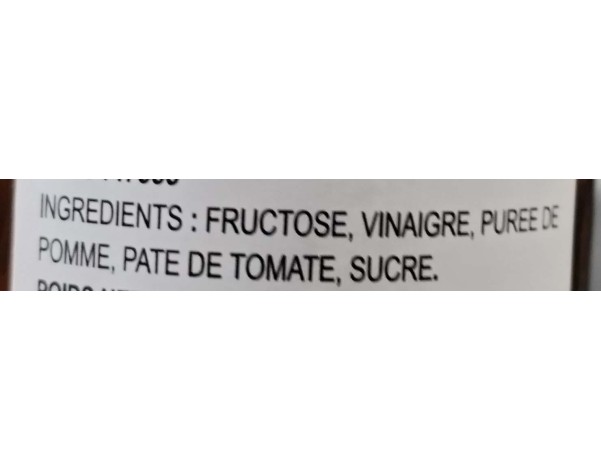 INGREDIENTS : FRUCTOSE, VINAIGRE, PUREE DE
POMME, PATE DE TOMATE, SUCRE.